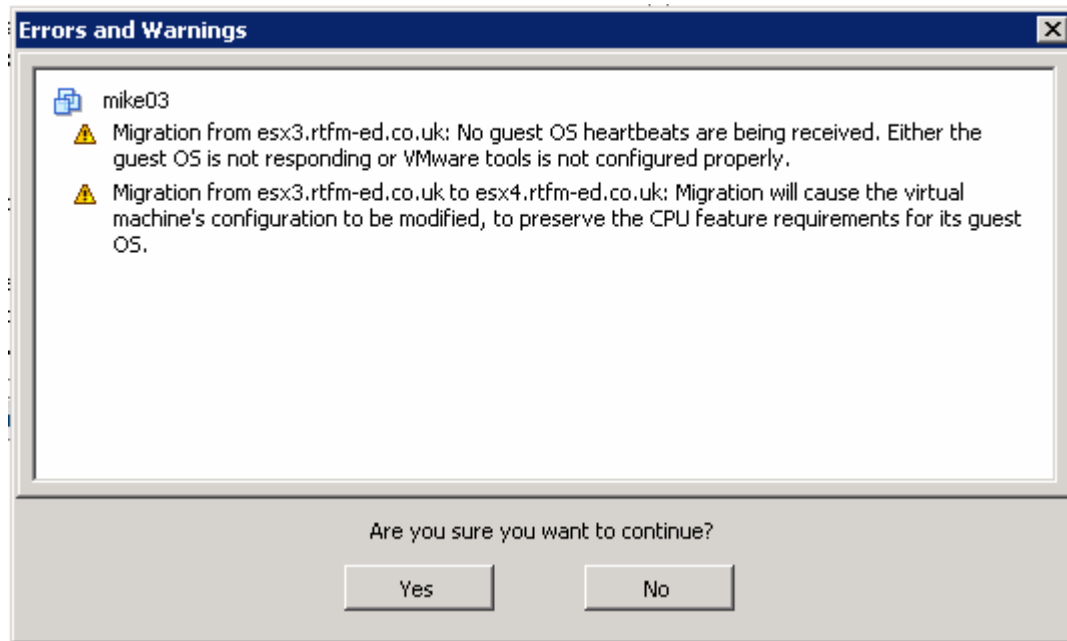 Errors and Warnings
mike03
Migration from esx3.rtfm-ed.co.uk: No guest OS heartbeats are being received. Either the
guest OS is not responding or VMware tools is not configured properly.
Migration from esx3.rtfm-ed.co.uk to esx4.rtfm-ed.co.uk: Migration will cause the virtual
machine's configuration to be modified, to preserve the CPU feature requirements for its guest
OS.
Are you sure you want to continue?
Yes
No